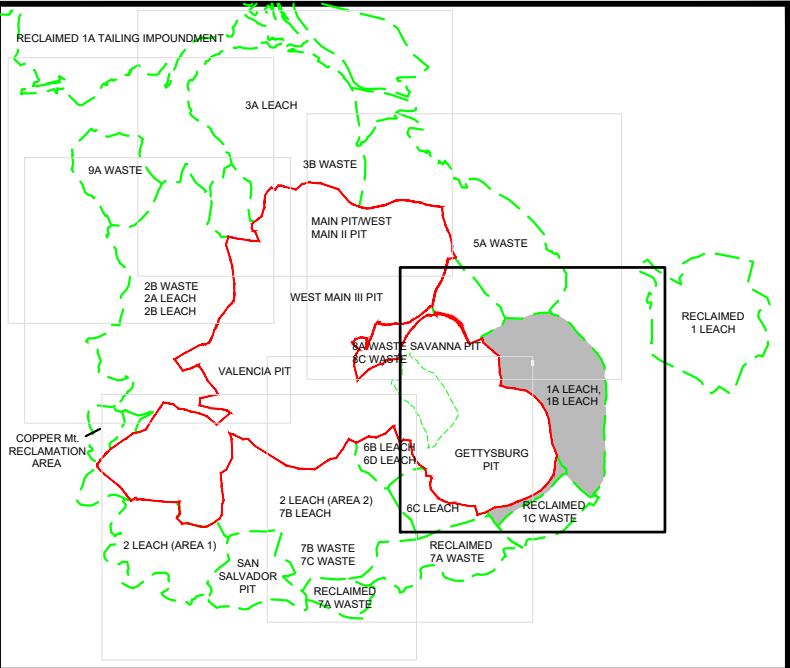 RECLAIMED 1A TAILING IMPOUNDMENT
3A LEACH
3B WASTE
9A WASTE
MAIN PIT/WEST
MAIN II PIT
5A WASTE
2B WASTE
2A LEACH
2B LEACH
WEST MAIN III PIT
RECLAIMED
1 LEACH
8A WASTE
8C WASTE
SAVANNA PIT
VALENCIA PIT
1A LEACH,
1B LEACH
COPPER Mt.
RECLAMATION
AREA
6B LEACH
6D LEACH
GETTYSBURG
PIT
2 LEACH (AREA 2)
7B LEACH
6C LEACH
RECLAIMED
1C WASTE
2 LEACH (AREA 1)
7B WASTE
7C WASTE
RECLAIMED
7A WASTE
SAN
SALVADOR
PIT
RECLAIMED
7A WASTE